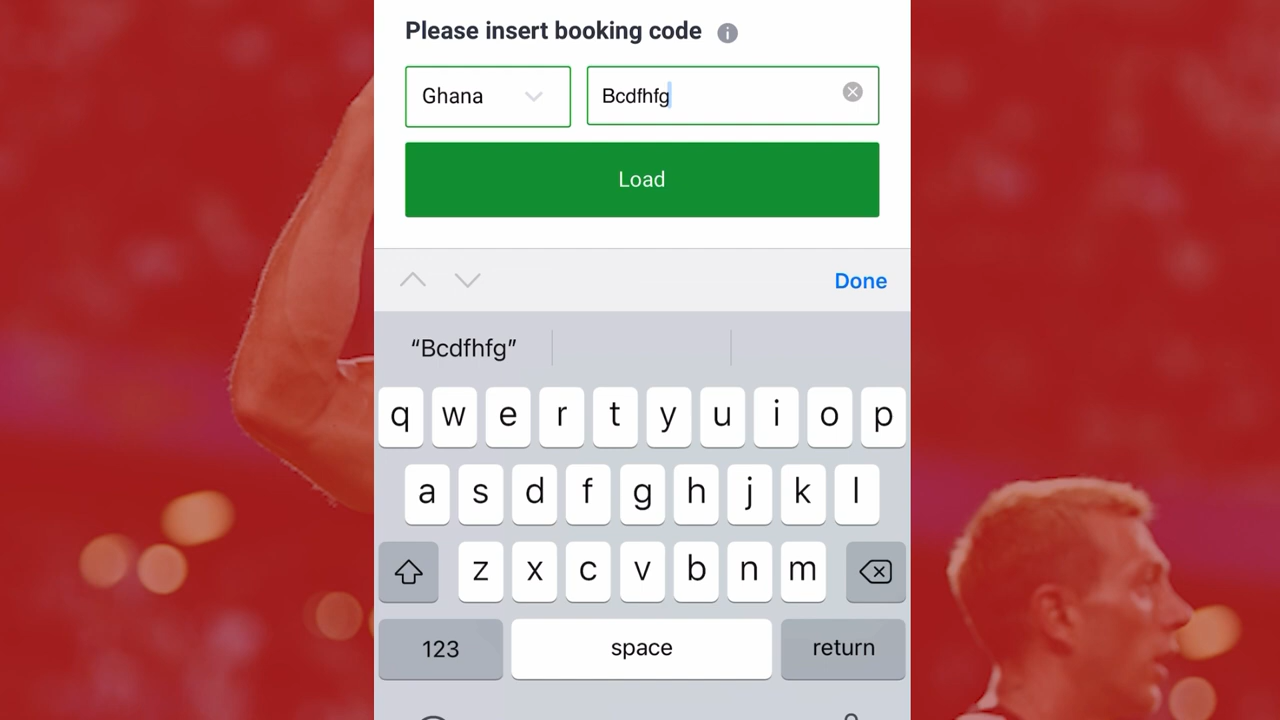 Please insert booking code
Ghana
Bcdfhfg
Load
Done
“Bcdfhfg”
q w e r t y u i o p
a s d f g h j k l
z x c v b n m
123 space return